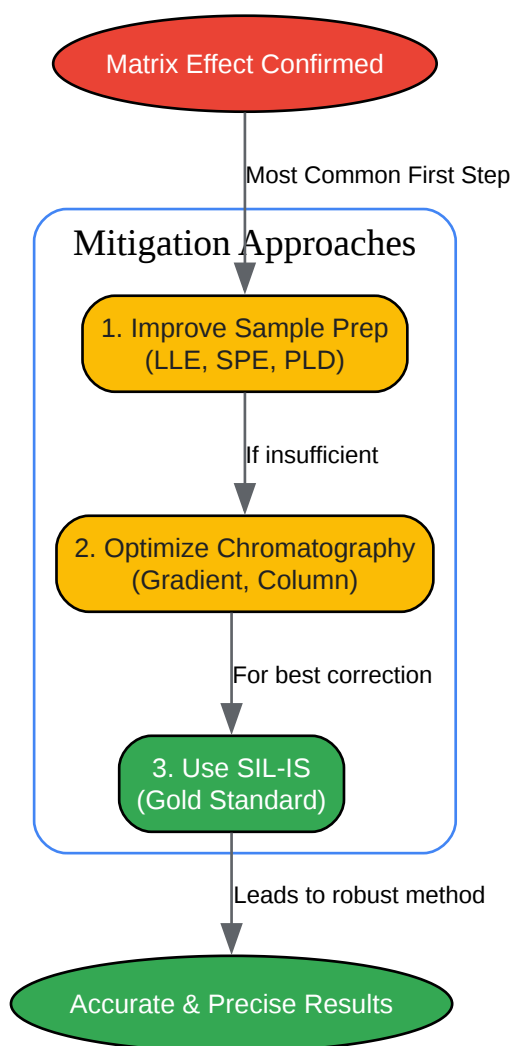 Matrix Effect Confirmed
Most Common First Step
Mitigation Approaches
1. Improve Sample Prep
(LLE, SPE, PLD)
If insufficient
2. Optimize Chromatography
(Gradient, Column)
For best correction
3. Use SIL-IS
(Gold Standard)
Leads to robust method
Accurate & Precise Results